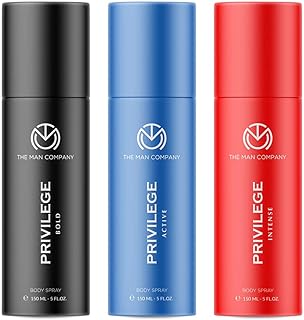 THE MAN COMPANY
PRIVILEGE
BOLD
BODY SPRAY
150 ML - 5 FL.OZ.
THE MAN COMPANY
PRIVILEGE
ACTIVE
BODY SPRAY
150 ML - 5 FL.OZ.
THE MAN COMPANY
PRIVILEGE
INTENSE
BODY SPRAY
150 ML - 5 FL.OZ.